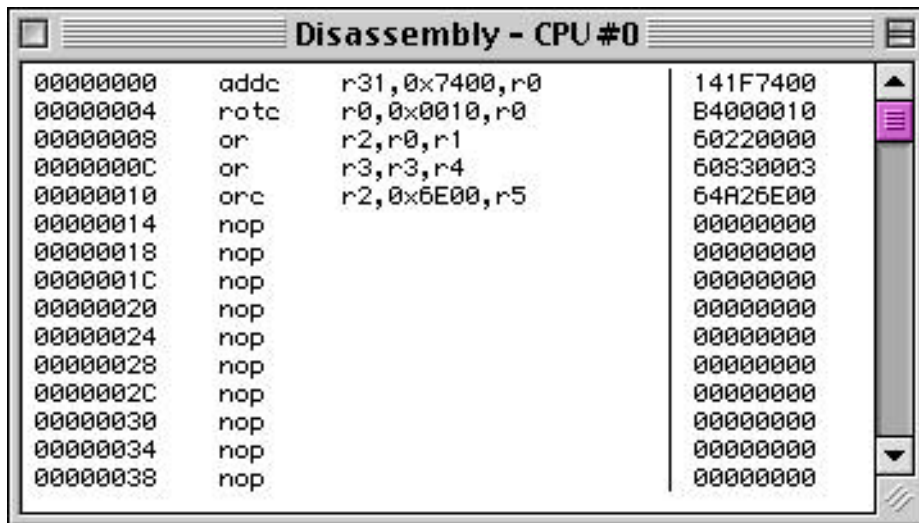 Disassembly - CPU #0
00000000 addc r31,0x7400,r0 141F7400
00000004 rotc r0,0x0010,r0 B4000010
00000008 or r2,r0,r1 60220000
0000000C or r3,r3,r4 60830003
00000010 orc r2,0x6E00,r5 64A26E00
00000014 nop 00000000
00000018 nop 00000000
0000001C nop 00000000
00000020 nop 00000000
00000024 nop 00000000
00000028 nop 00000000
0000002C nop 00000000
00000030 nop 00000000
00000034 nop 00000000
00000038 nop 00000000